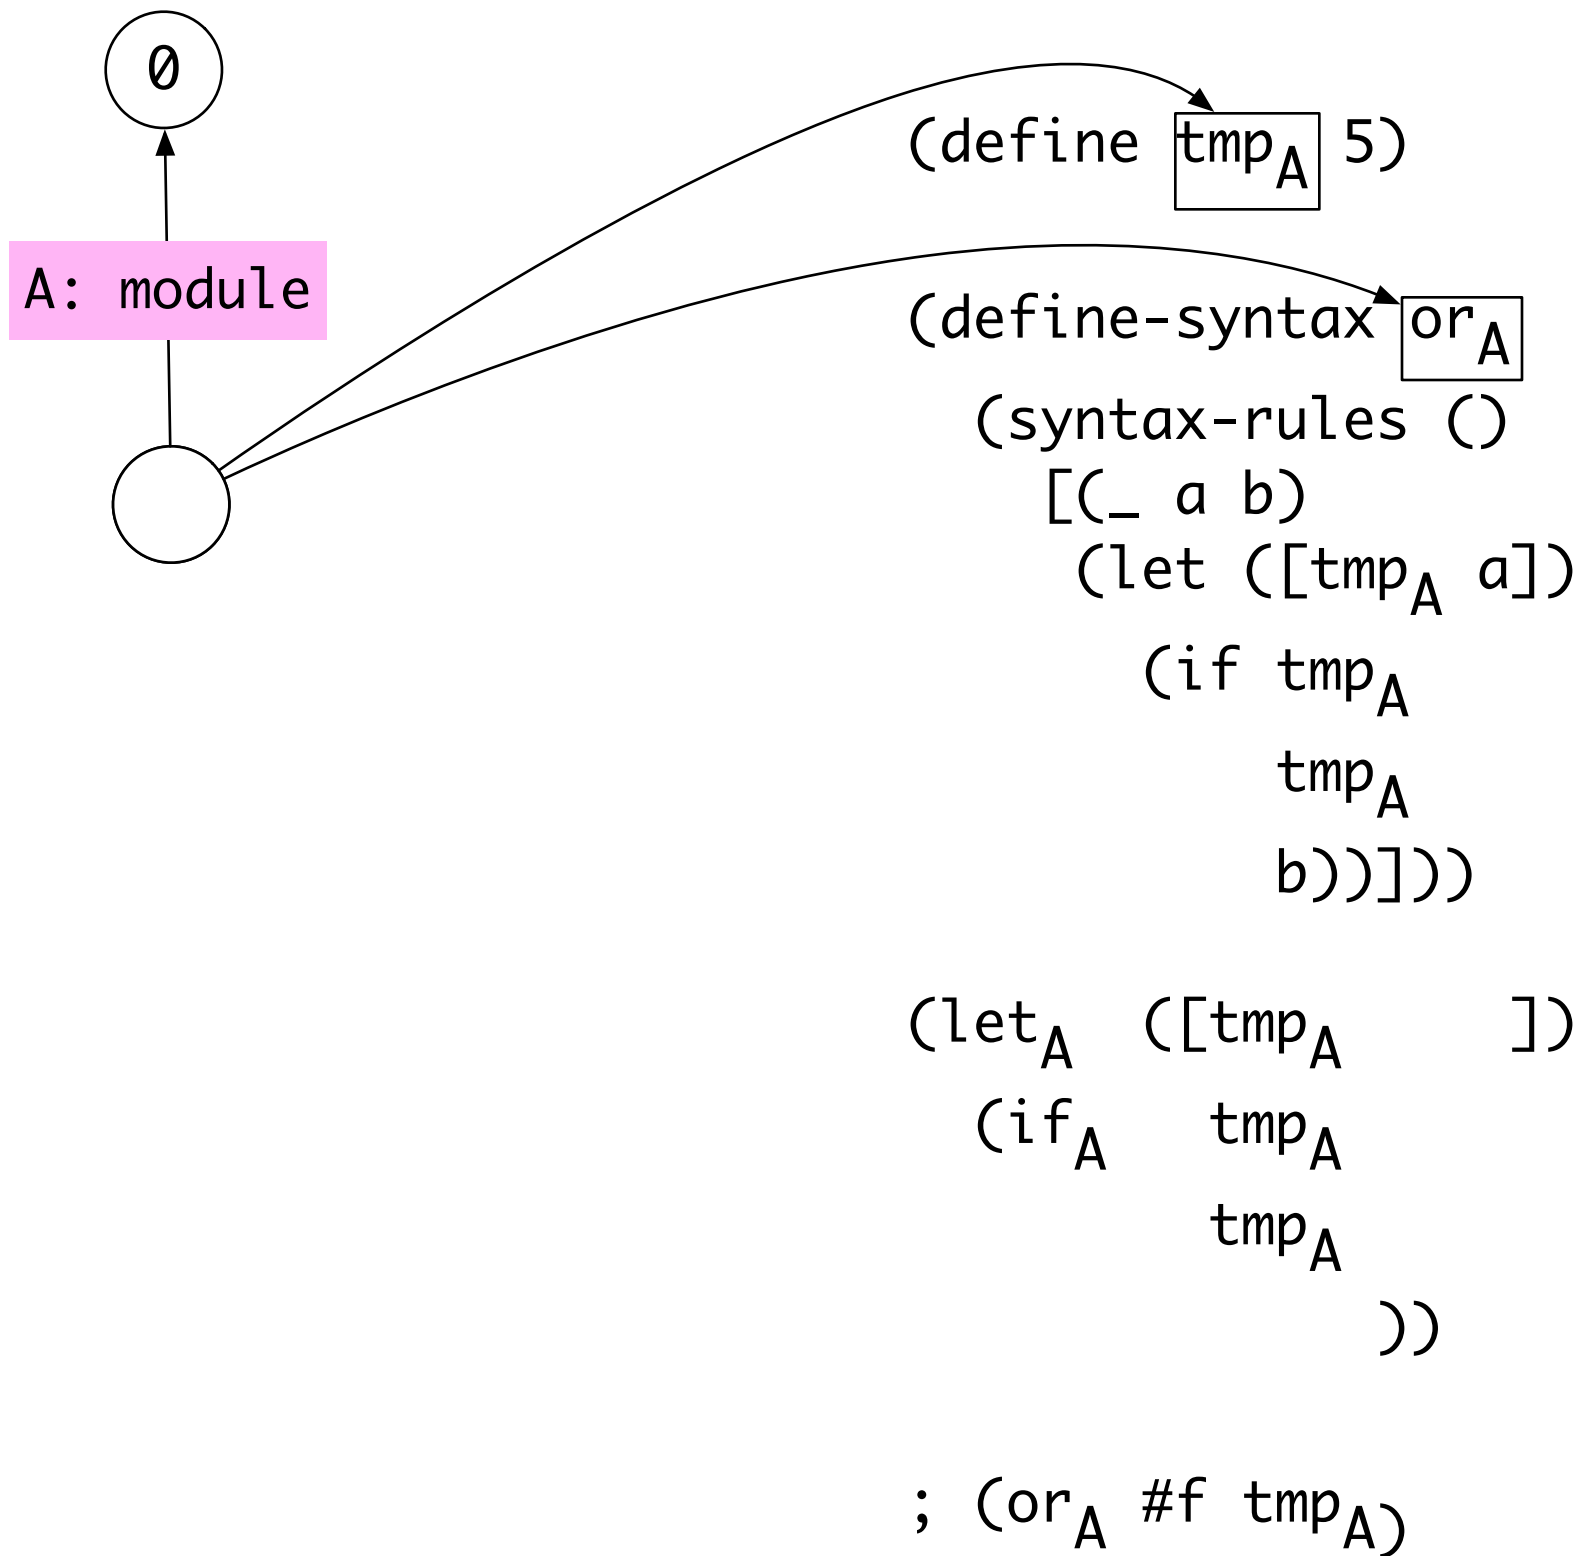 0
A: module
(define tmpA 5)
(define-syntax orA
(syntax-rules ()
[(_ a b)
(let ([tmpA a])
(if tmpA
tmpA
b))]))
(letA ([tmpA ])
(ifA tmpA
tmpA
))
; (orA #f tmpA)